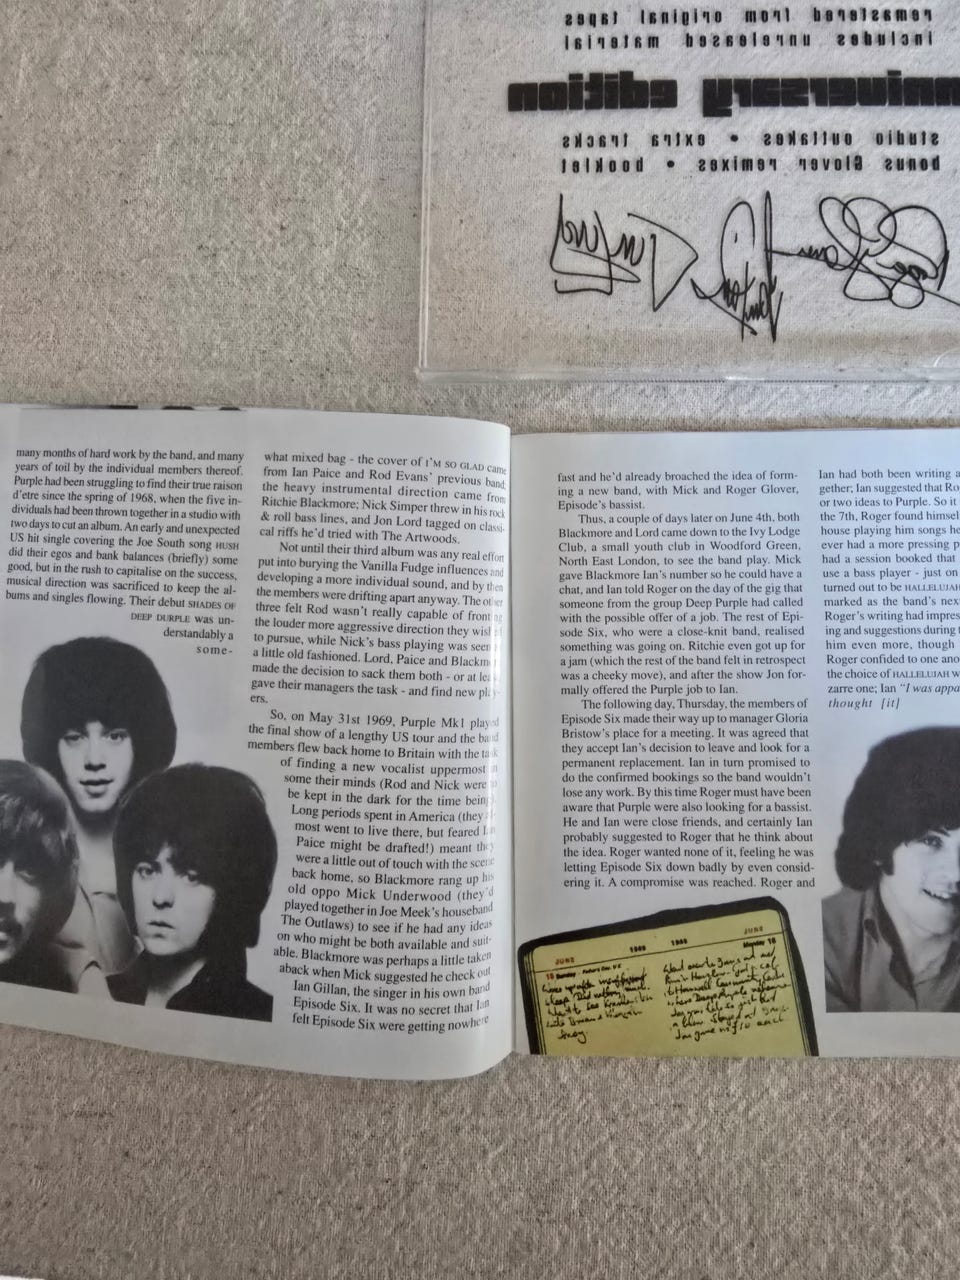 remastered from original tapes
includes unreleased material
nniversary edition
studio outtakes • extra tracks
bonus Glover remixes • booklet
many months of hard work by the band, and many
years of toil by the individual members thereof.
Purple had been struggling to find their true raison
d'etre since the spring of 1968, when the five in-
dividuals had been thrown together in a studio with
two days to cut an album. An early and unexpected
US hit single covering the Joe South song HUSH
did their egos and bank balances (briefly) some
good, but in the rush to capitalise on the success,
musical direction was sacrificed to keep the al-
bums and singles flowing. Their debut SHADES OF
DEEP DURPLE was un-
derstandably a
some-
what mixed bag - the cover of I'M SO GLAD came
from Ian Paice and Rod Evans' previous band;
the heavy instrumental direction came from
Ritchie Blackmore; Nick Simper threw in his rock
& roll bass lines, and Jon Lord tagged on classi-
cal riffs he'd tried with The Artwoods.
Not until their third album was any real effort
put into burying the Vanilla Fudge influences and
developing a more individual sound, and by then
the members were drifting apart anyway. The other
three felt Rod wasn't really capable of fronting
the louder more aggressive direction they wished
to pursue, while Nick's bass playing was seen
a little old fashioned. Lord, Paice and Blackmore
made the decision to sack them both - or at least
gave their managers the task - and find new play-
ers.
So, on May 31st 1969, Purple Mk1 played
the final show of a lengthy US tour and the band
members flew back home to Britain with the task
of finding a new vocalist uppermost in
some their minds (Rod and Nick were to
be kept in the dark for the time being).
Long periods spent in America (they al-
most went to live there, but feared Ian
Paice might be drafted!) meant they
were a little out of touch with the scene
back home, so Blackmore rang up his
old oppo Mick Underwood (they'd
played together in Joe Meek's houseband
The Outlaws) to see if he had any ideas
on who might be both available and suit-
able. Blackmore was perhaps a little taken
aback when Mick suggested he check out
Ian Gillan, the singer in his own band
Episode Six. It was no secret that Ian
felt Episode Six were getting nowhere
fast and he'd already broached the idea of form-
ing a new band, with Mick and Roger Glover,
Episode's bassist.
Thus, a couple of days later on June 4th, both
Blackmore and Lord came down to the Ivy Lodge
Club, a small youth club in Woodford Green,
North East London, to see the band play. Mick
gave Blackmore Ian's number so he could have a
chat, and Ian told Roger on the day of the gig that
someone from the group Deep Purple had called
with the possible offer of a job. The rest of Epi-
sode Six, who were a close-knit band, realised
something was going on. Ritchie even got up for
a jam (which the rest of the band felt in retrospect
was a cheeky move), and after the show Jon for-
mally offered the Purple job to Ian.
The following day, Thursday, the members of
Episode Six made their way up to manager Gloria
Bristow's place for a meeting. It was agreed that
they accept Ian's decision to leave and look for a
permanent replacement. Ian in turn promised to
do the confirmed bookings so the band wouldn't
lose any work. By this time Roger must have been
aware that Purple were also looking for a bassist.
He and Ian were close friends, and certainly Ian
probably suggested to Roger that he think about
the idea. Roger wanted none of it, feeling he was
letting Episode Six down badly by even consid-
ering it. A compromise was reached. Roger and
Ian had both been writing a
gether; Ian suggested that Ro
or two ideas to Purple. So it
the 7th, Roger found himsel
house playing him songs he
ever had a more pressing p
had a session booked that
use a bass player - just on
turned out to be HALLELUJAH
marked as the band's nex
Roger's writing had impres
ing and suggestions during t
him even more, though
Roger confided to one ano
the choice of HALLELUJAH w
zarre one; Ian "I was appa
thought [it]
JUNE 1969 1969 JUNE
Sunday Monday 16